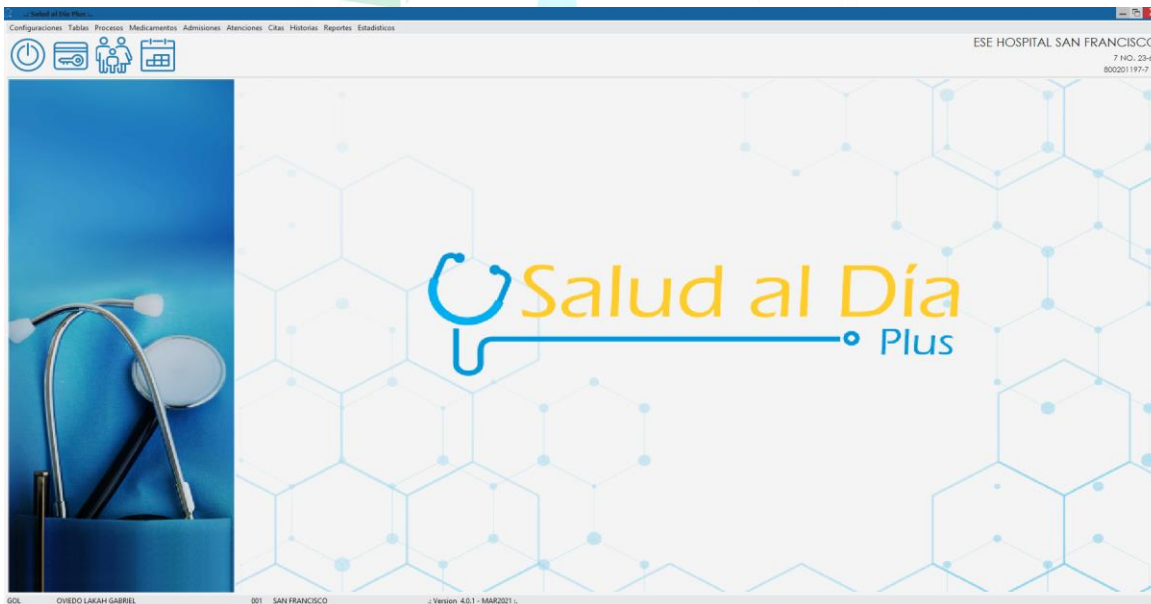 .: Salud al Día Plus :.
Configuraciones Tablas Procesos Medicamentos Admisiones Atenciones Citas Historias Reportes Estadísticos
ESE HOSPITAL SAN FRANCISCO
7 NO. 23-
800201197-7
Salud al Día
Plus
GOL OVIEDO LAKAH GABRIEL 001 SAN FRANCISCO .: Version 4.0.1 - MAR2021 :.